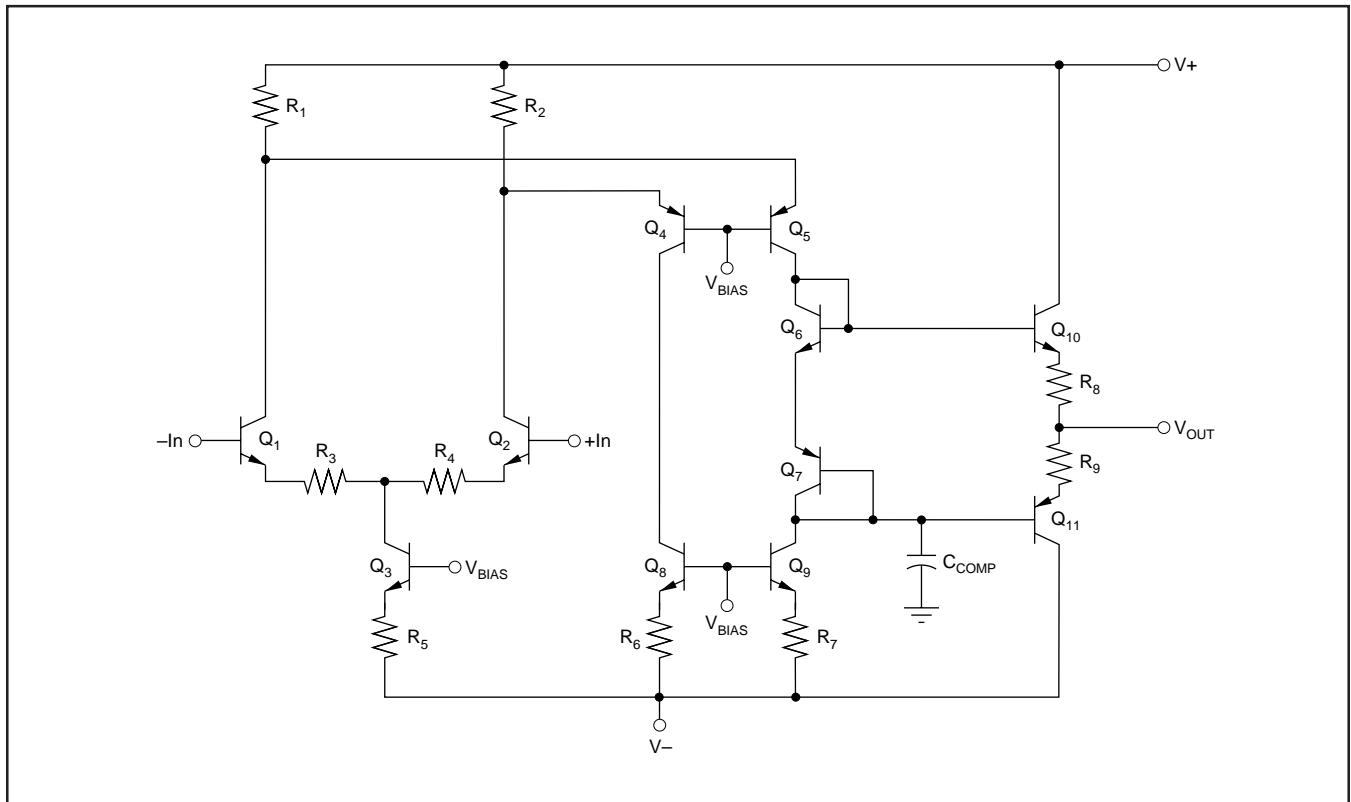 V+
R1
R2
Q4
Q5
VBIAS
Q6
Q10
R8
–In
Q1
Q2
+In
VOUT
R3
R4
Q7
R9
Q11
Q3
VBIAS
Q8
Q9
CCOMP
VBIAS
R5
R6
R7
V–